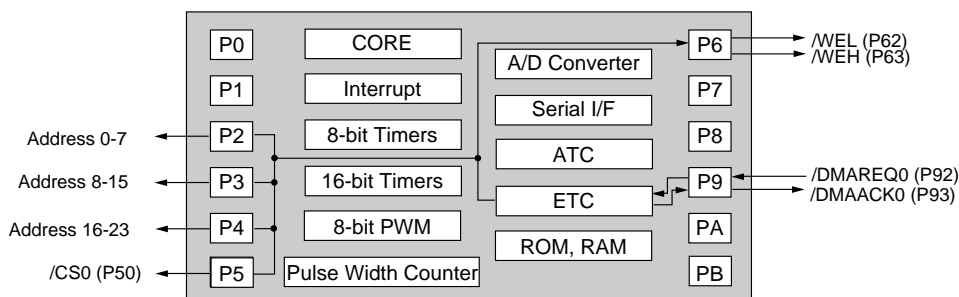 P0
P1
P2
P3
P4
P5
CORE
Interrupt
8-bit Timers
16-bit Timers
8-bit PWM
Pulse Width Counter
A/D Converter
Serial I/F
ATC
ETC
ROM, RAM
P6
P7
P8
P9
PA
PB
Address 0-7
Address 8-15
Address 16-23
/CS0 (P50)
/WEL (P62)
/WEH (P63)
/DMAREQ0 (P92)
/DMAACK0 (P93)